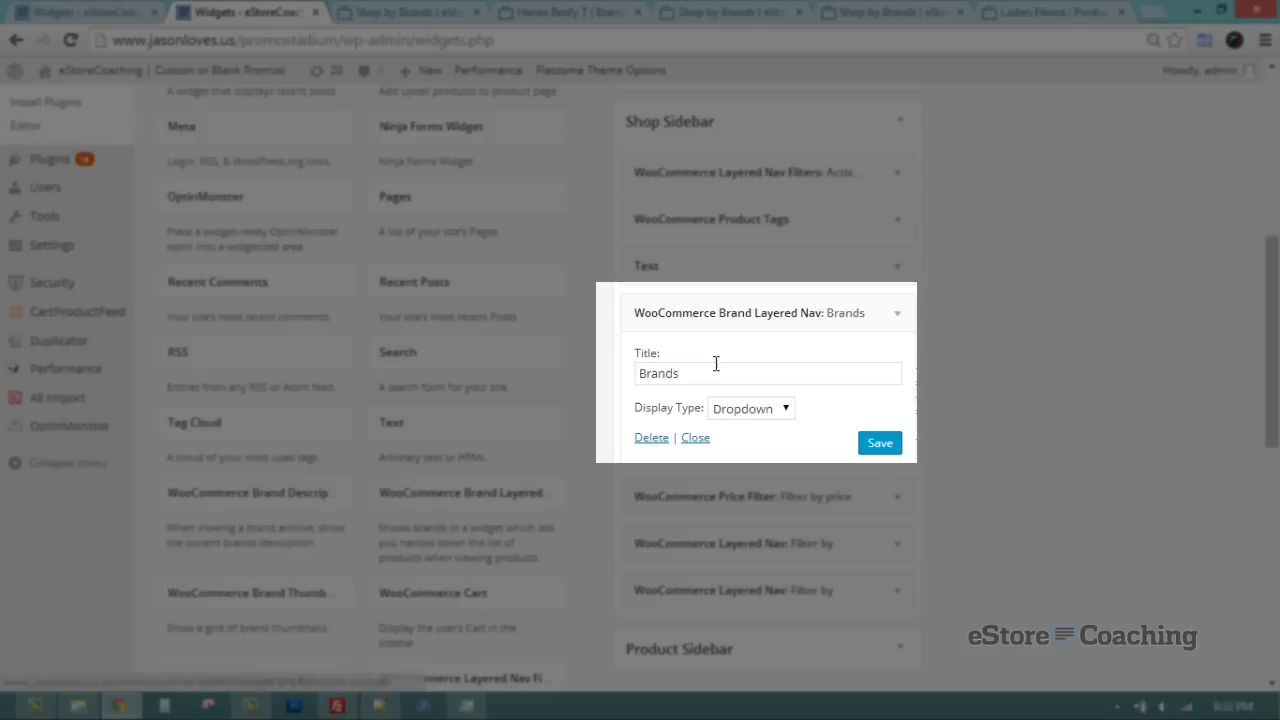 Widgets - eStoreCoac
Widgets - eStoreCoac
Shop by Brands | eSt
Hanes Beefy T | Bran
Shop by Brands | eSt
Shop by Brands | eSt
Ladies Fleece | Produc
www.jasonloves.us/promostadium/wp-admin/widgets.php
eStoreCoaching | Custom or Blank Promoti
20
New
Performance
Flatsome Theme Options
Howdy, admin
Install Plugins
Editor
Plugins
Users
Tools
Settings
Security
CartProductFeed
Duplicator
Performance
All Import
OptinMonster
Collapse menu
A widget that displays recent posts
Add upsell products to product page
Meta
Ninja Forms Widget
Login, RSS, & WordPress.org links.
Ninja Forms Widget
OptinMonster
Pages
Place a widget-ready OptinMonster
optin into a widgetized area.
A list of your site's Pages.
Recent Comments
Recent Posts
Your site's most recent comments.
Your site's most recent Posts.
RSS
Search
Entries from any RSS or Atom feed.
A search form for your site.
Tag Cloud
Text
A cloud of your most used tags.
Arbitrary text or HTML.
WooCommerce Brand Descrip...
WooCommerce Brand Layered...
When viewing a brand archive, show
the current brands description.
Shows brands in a widget which lets
you narrow down the list of
products when viewing products.
WooCommerce Brand Thumb...
WooCommerce Cart
Show a grid of brand thumbnails.
Display the user's Cart in the
sidebar.
WooCommerce Layered Nav Fi...
Shop Sidebar
WooCommerce Layered Nav Filters: Activ...
WooCommerce Product Tags
Text
WooCommerce Brand Layered Nav: Brands
Title:
Brands
Display Type: Dropdown
Delete | Close
Save
WooCommerce Price Filter: Filter by price
WooCommerce Layered Nav: Filter by
WooCommerce Layered Nav: Filter by
Product Sidebar
eStore Coaching